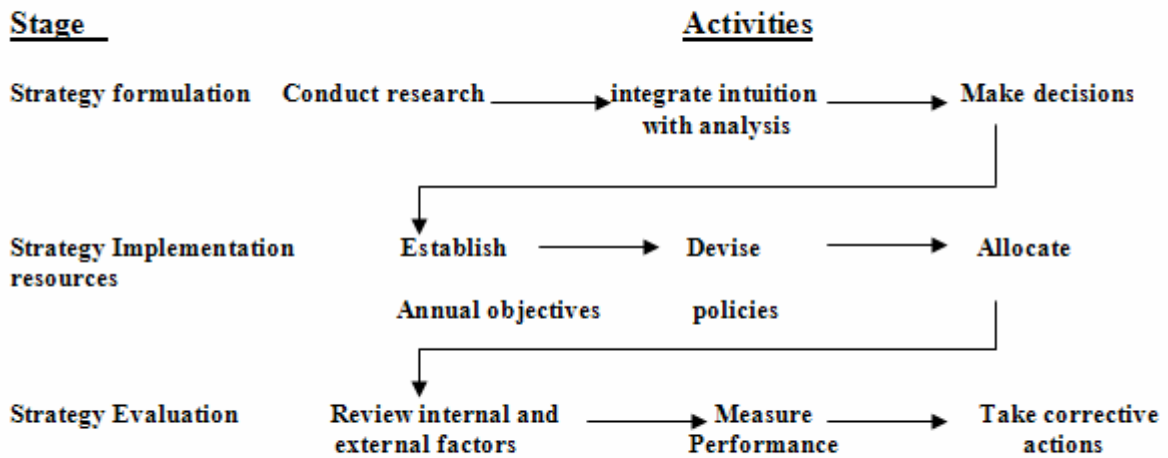 Stage Activities
Strategy formulation Conduct research integrate intuition Make decisions
with analysis
Strategy Implementation Establish Devise Allocate
resources
Annual objectives policies
Strategy Evaluation Review internal and Measure Take corrective
external factors Performance actions